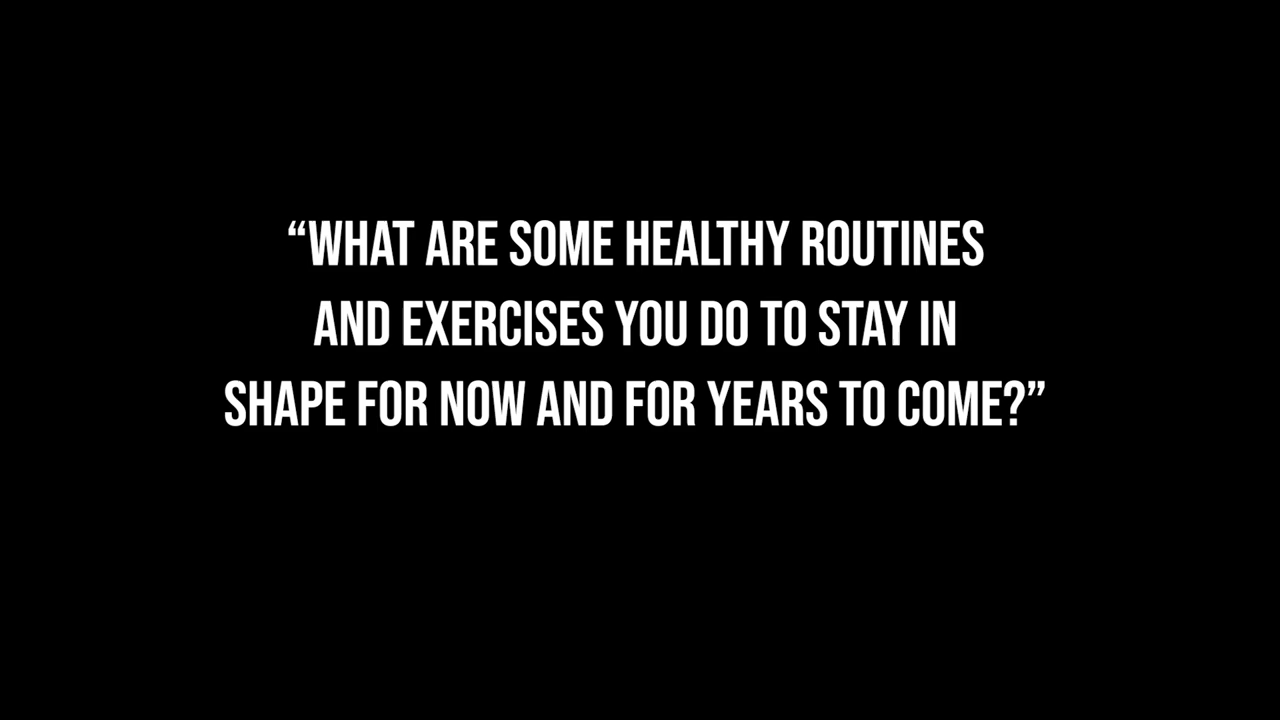 “WHAT ARE SOME HEALTHY ROUTINES
AND EXERCISES YOU DO TO STAY IN
SHAPE FOR NOW AND FOR YEARS TO COME?”